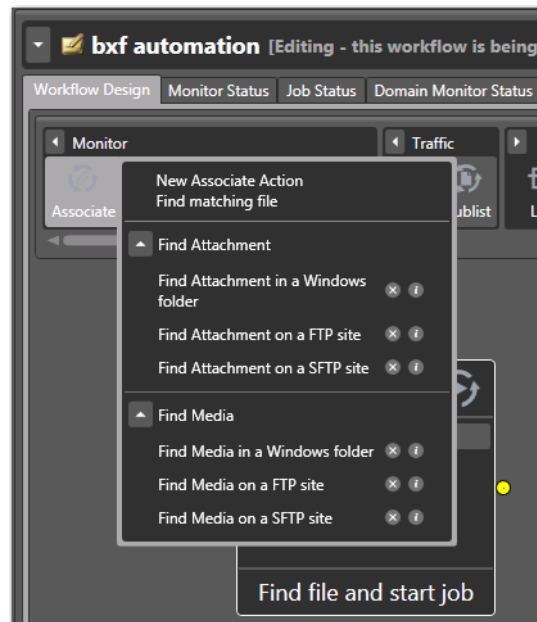 bxf automation [Editing - this workflow is being
Workflow Design Monitor Status Job Status Domain Monitor Status
Monitor Traffic
Associate
New Associate Action
Find matching file
Find Attachment
Find Attachment in a Windows
folder
Find Attachment on a FTP site
Find Attachment on a SFTP site
Find Media
Find Media in a Windows folder
Find Media on a FTP site
Find Media on a SFTP site
Find file and start job